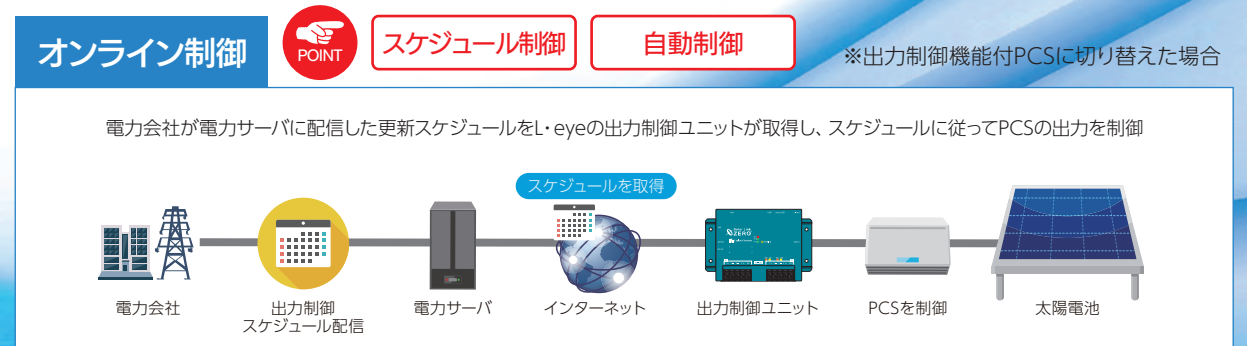 オンライン制御
POINT
スケジュール制御
自動制御
※出力制御機能付PCSに切り替えた場合
電力会社が電力サーバに配信した更新スケジュールをL・eyeの出力制御ユニットが取得し、スケジュールに従ってPCSの出力を制御
スケジュールを取得
ZERO
電力会社
出力制御
スケジュール配信
電力サーバ
インターネット
出力制御ユニット
PCSを制御
太陽電池